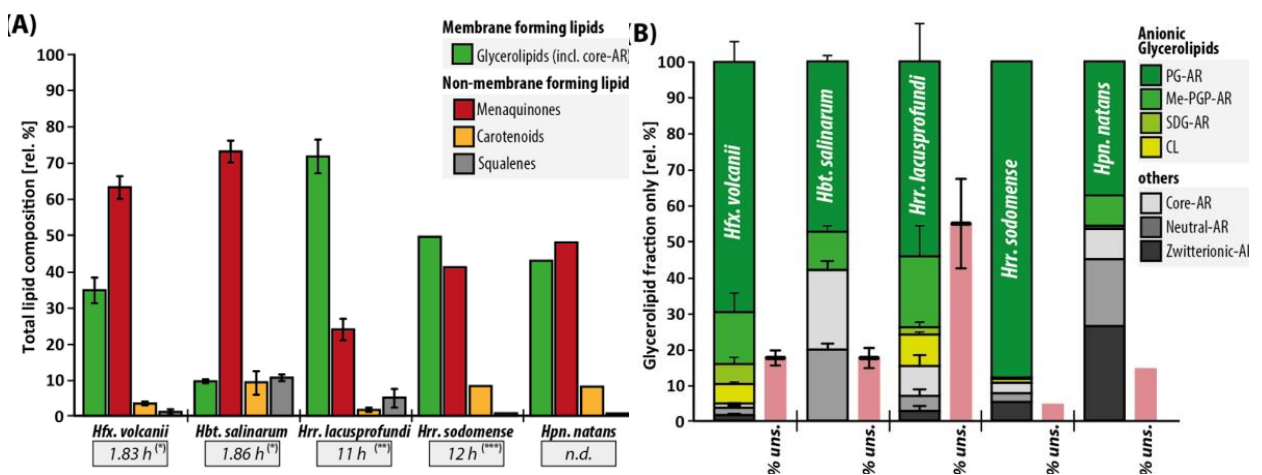 (A)
Total lipid composition [rel. %]
100
90
80
70
60
50
40
30
20
10
0
Membrane forming lipids
Glycerolipids (incl. core-AR)
Non-membrane forming lipid
Menaquinones
Carotenoids
Squalenes
Hfx. volcanii Hbt. salinarum Hrr. lacusprofundi Hrr. sodomense Hpn. natans
1.83 h (*) 1.86 h (*) 11 h (**) 12 h (***) n.d.
B)
Glycerolipid fraction only [rel. %]
100
90
80
70
60
50
40
30
20
10
0
Hfx. volcanii
Hbt. salinarum
Hrr. lacusprofundi
Hrr. sodomense
Hpn. natans
% uns.
% uns.
% uns.
% uns.
% uns.
Anionic
Glycerolipids
PG-AR
Me-PGP-AR
SDG-AR
CL
others
Core-AR
Neutral-AR
Zwitterionic-A